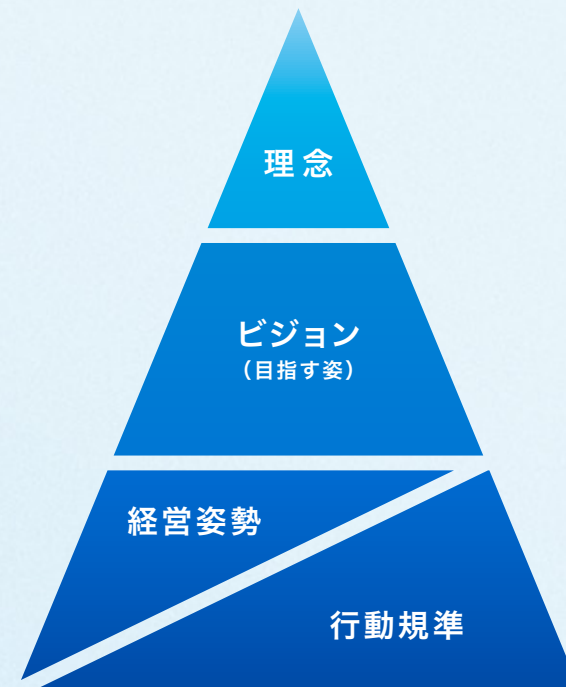 理念
ビジョン
（目指す姿）
経営姿勢
行動規準